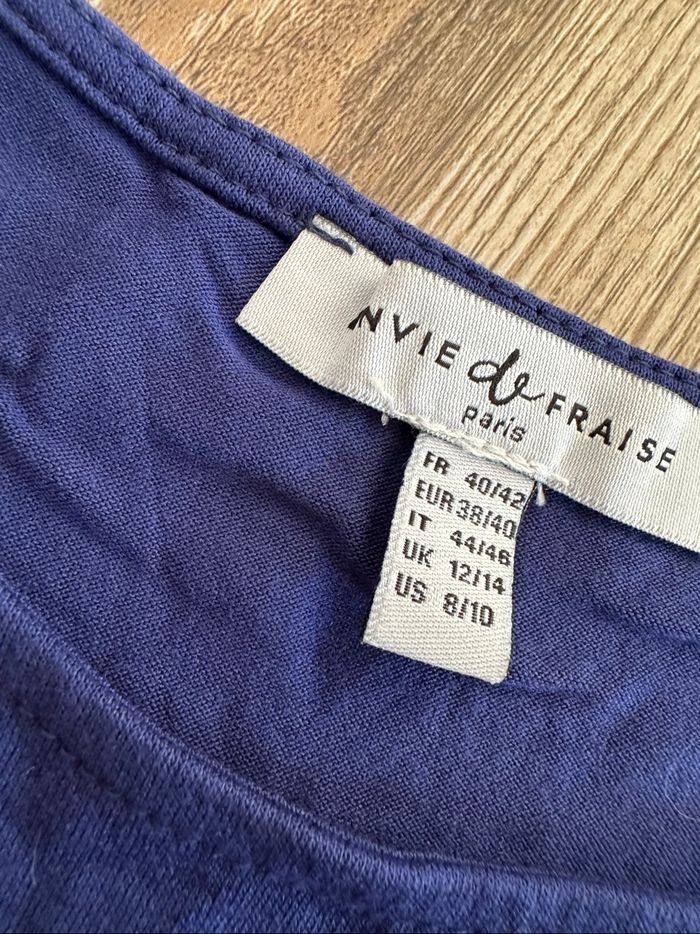 NVIE de FRAISE
paris
FR 40/42
EUR 38/40
IT 44/46
UK 12/14
US 8/10